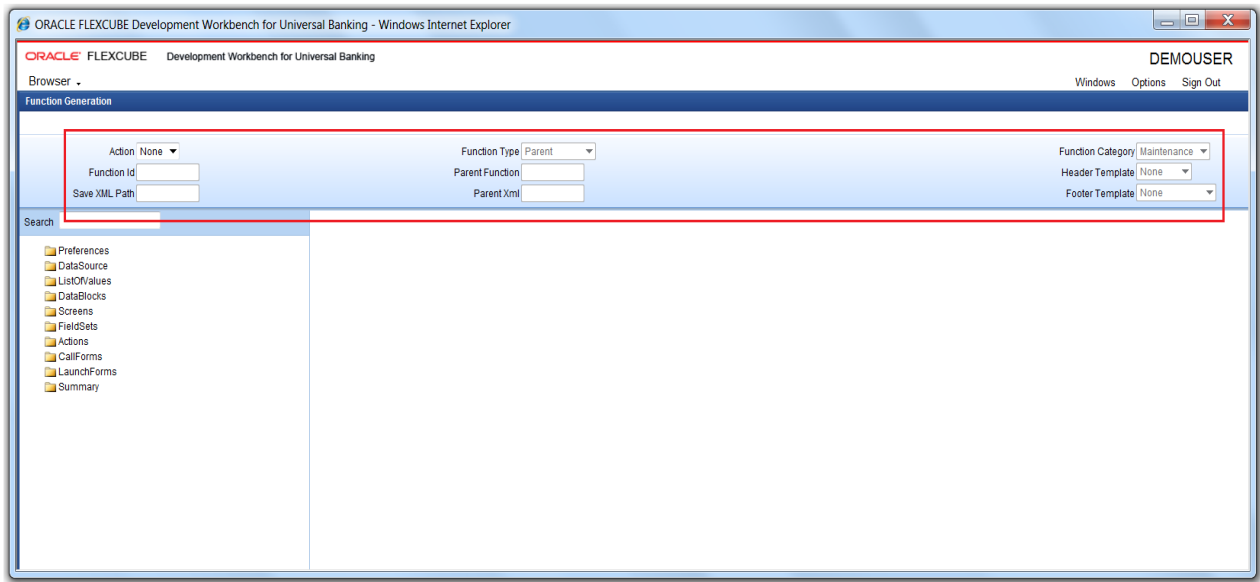 ORACLE FLEXCUBE Development Workbench for Universal Banking - Windows Internet Explorer
ORACLE FLEXCUBE Development Workbench for Universal Banking DEMOUSER
Browser Windows Options Sign Out
Function Generation
Action None Function Type Parent Function Category Maintenance
Function Id Parent Function Header Template None
Save XML Path Parent Xml Footer Template None
Search
Preferences
DataSource
ListOfValues
DataBlocks
Screens
FieldSets
Actions
CallForms
LaunchForms
Summary